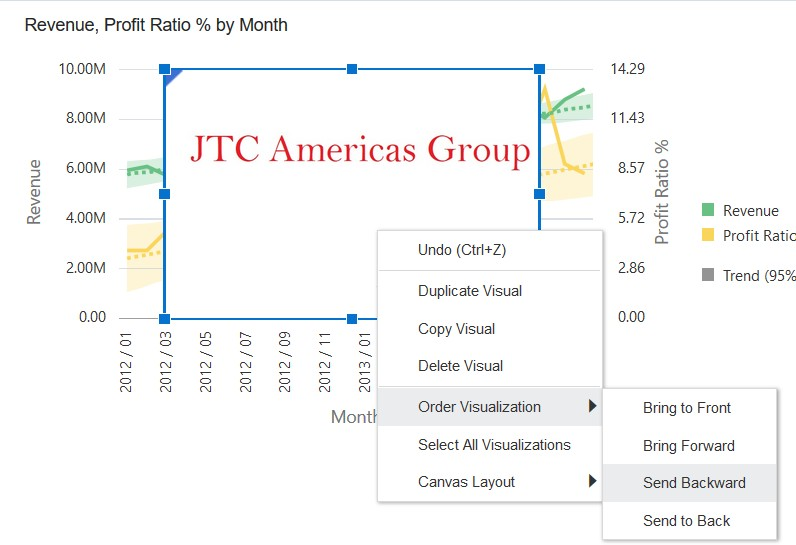 Revenue, Profit Ratio % by Month
10.00M
8.00M
6.00M
4.00M
2.00M
0.00
Revenue
JTC Americas Group
14.29
11.43
8.57
5.72
2.86
0.00
Profit Ratio %
Revenue
Profit Ratio
Trend (95%
2012 / 01
2012 / 03
2012 / 05
2012 / 07
2012 / 09
2012 / 11
2013 / 01
Month
Undo (Ctrl+Z)
Duplicate Visual
Copy Visual
Delete Visual
Order Visualization
Select All Visualizations
Canvas Layout
Bring to Front
Bring Forward
Send Backward
Send to Back